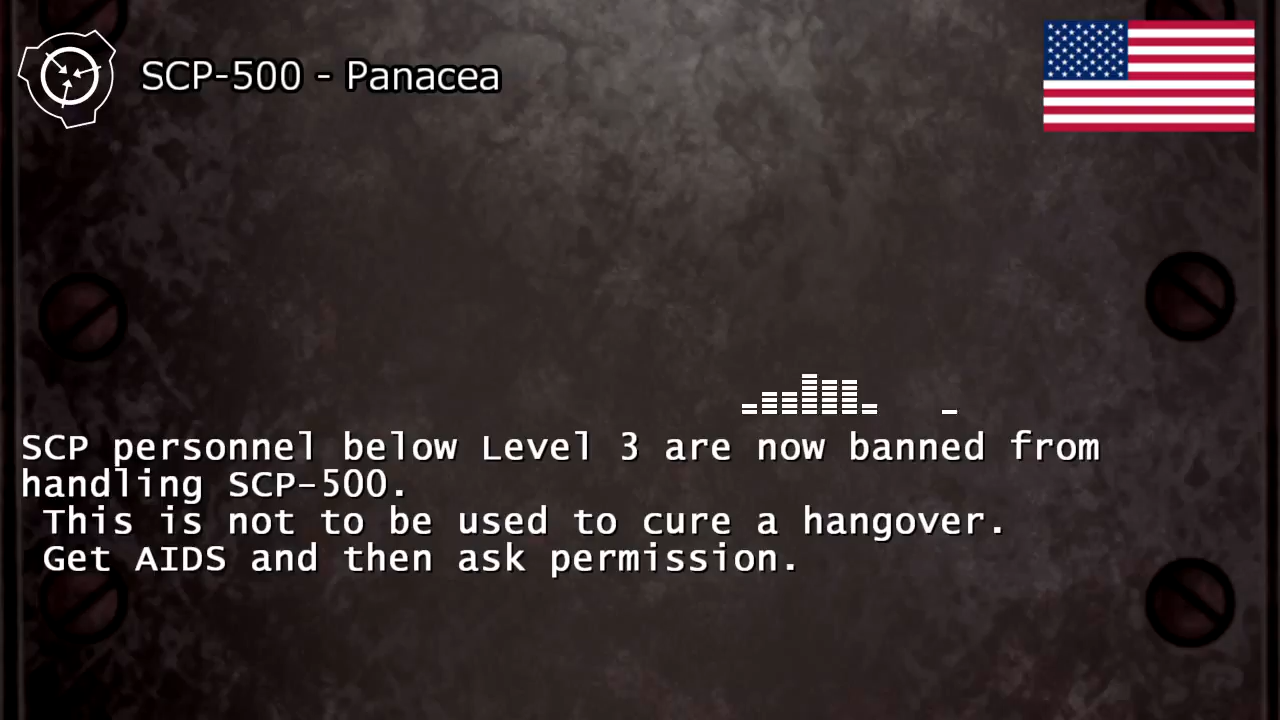 SCP-500 - Panacea
SCP personnel below Level 3 are now banned from
handling SCP-500.
This is not to be used to cure a hangover.
Get AIDS and then ask permission.